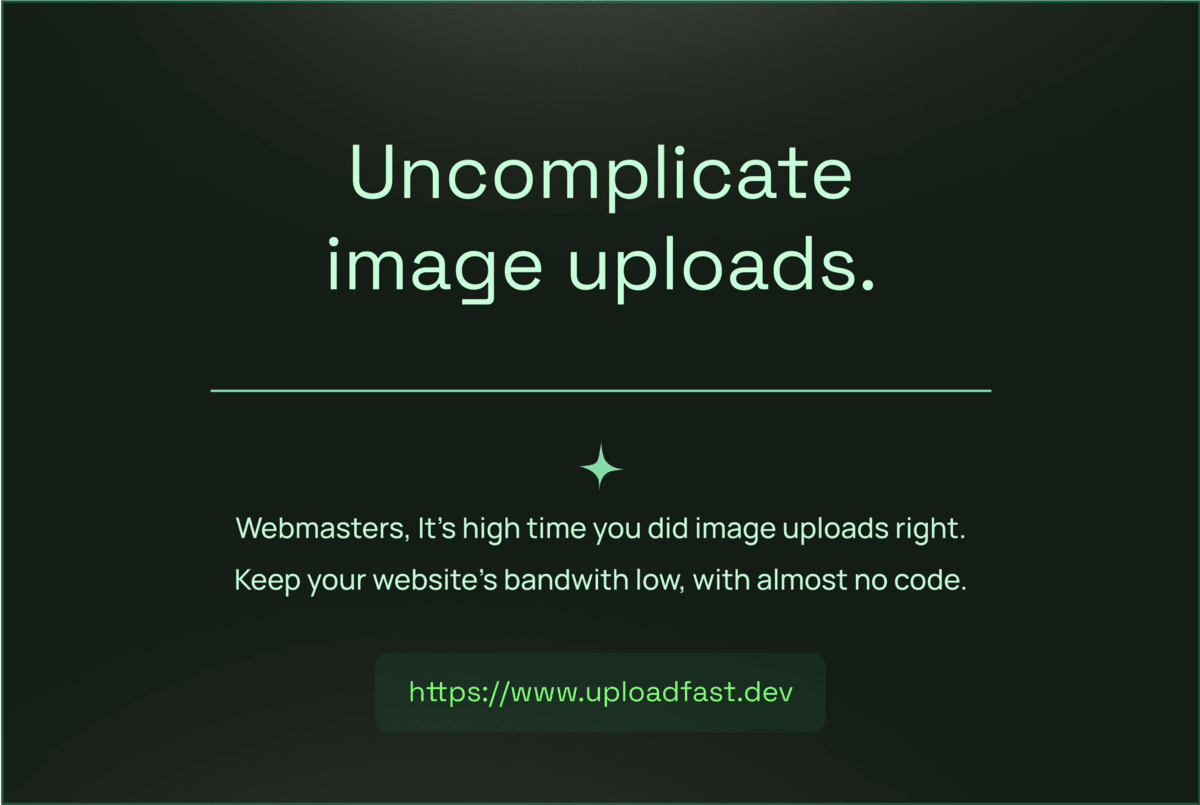 Uncomplicate
image uploads.
Webmasters, It’s high time you did image uploads right.
Keep your website’s bandwith low, with almost no code.
https://www.uploadfast.dev